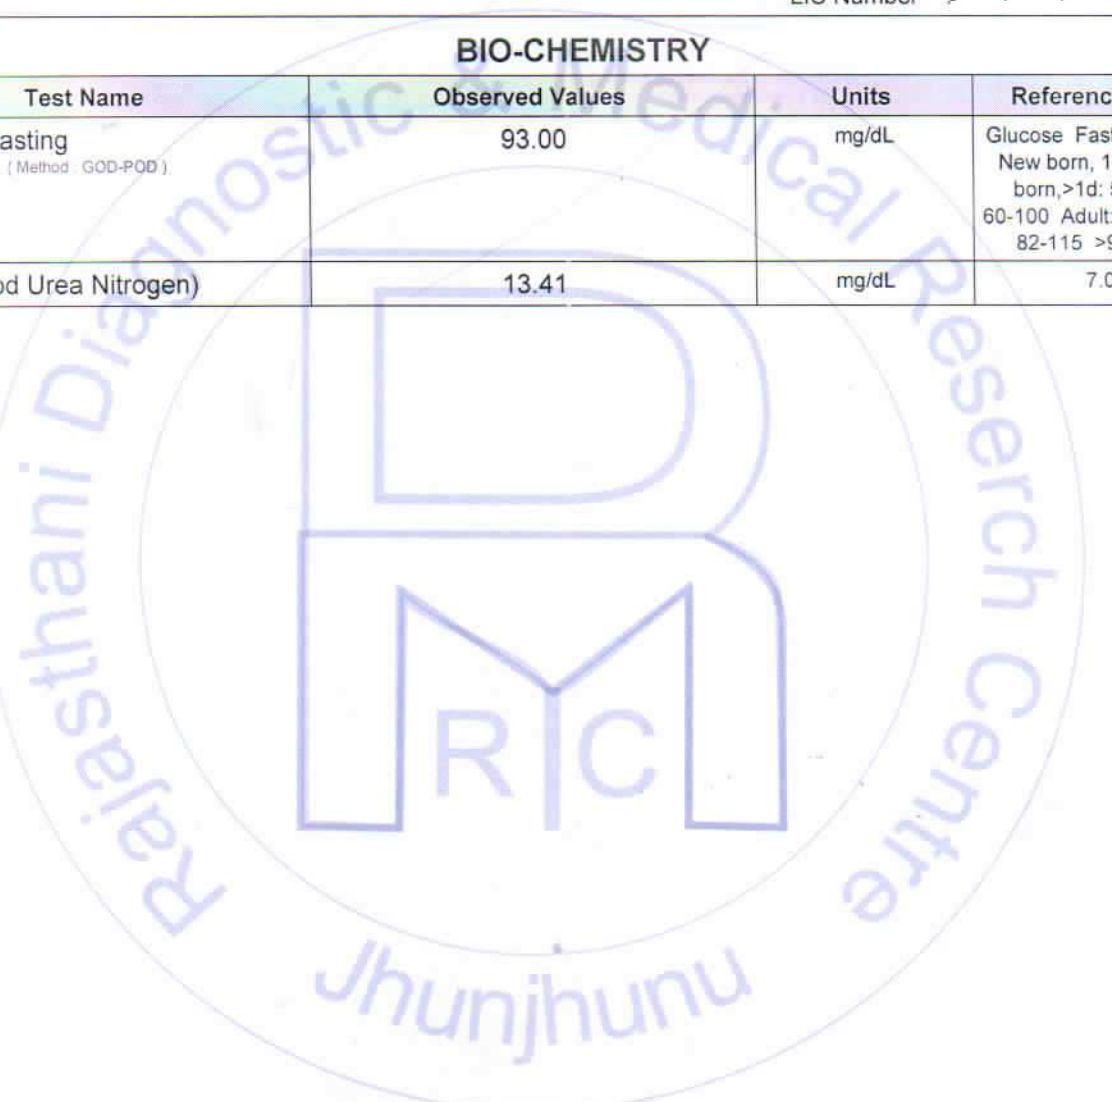 BIO-CHEMISTRY
Test Name Observed Values Units Referenc
asting 93.00 mg/dL Glucose Fast
( Method : GOD-POD ) New born, 1
born,>1d:
60-100 Adult:
82-115 >9
od Urea Nitrogen) 13.41 mg/dL 7.0
Rajasthani Diagnostic & Medical Reserch Centre
R C
Jhunjhunu